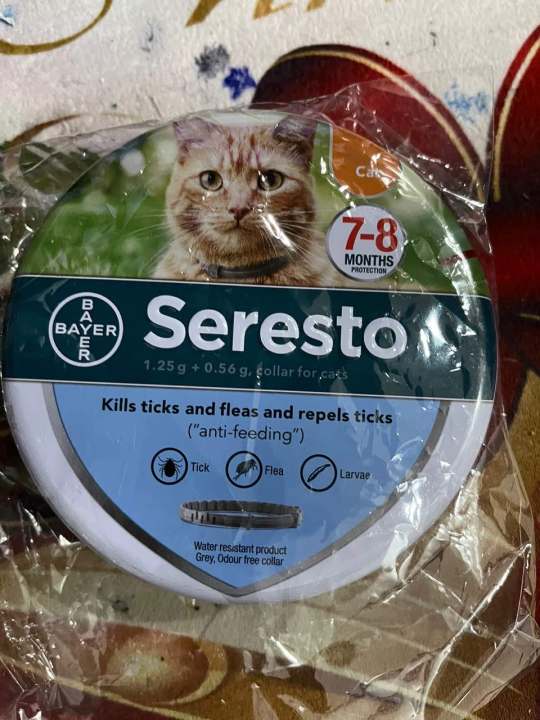 Cats
7-8
MONTHS
PROTECTION
BAYER
BAYER
Seresto
1.25 g + 0.56 g, collar for cats
Kills ticks and fleas and repels ticks
("anti-feeding")
Tick
Flea
Larvae
Water resistant product
Grey, Odour free collar